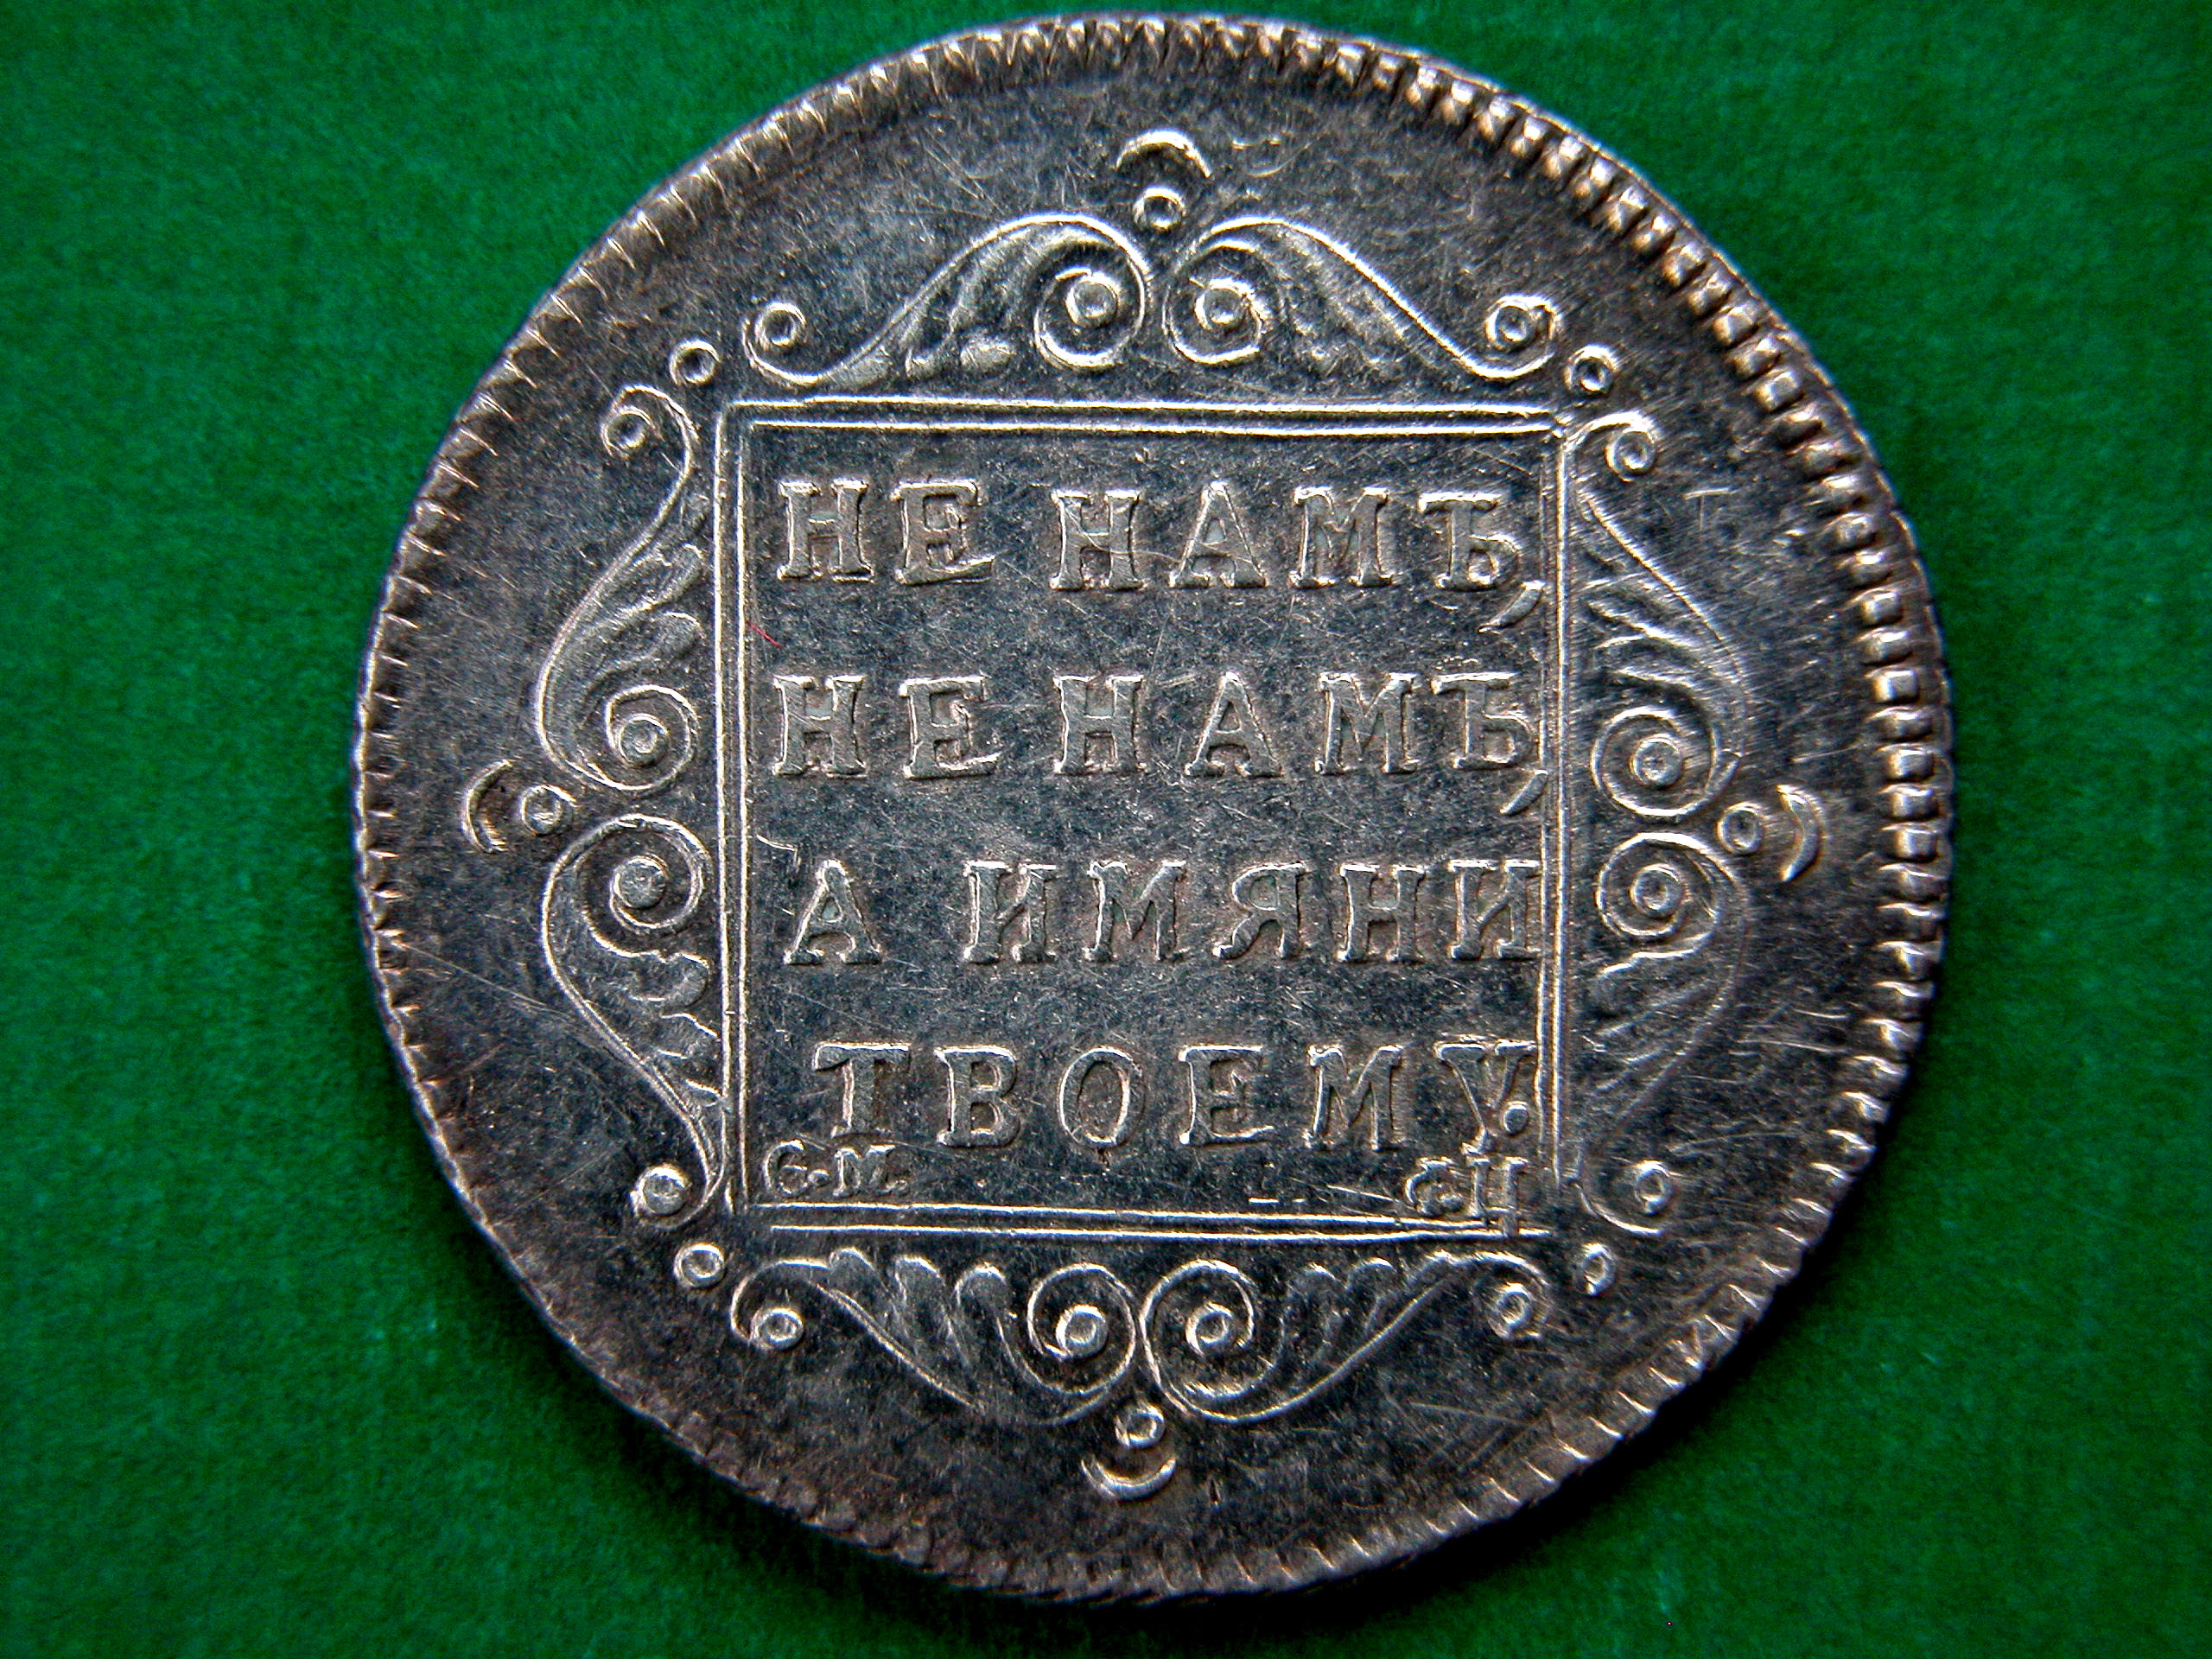 НЕ НАМЪ,
НЕ НАМЪ,
А ИМЯНИ
ТВОЕМУ.
С.М.